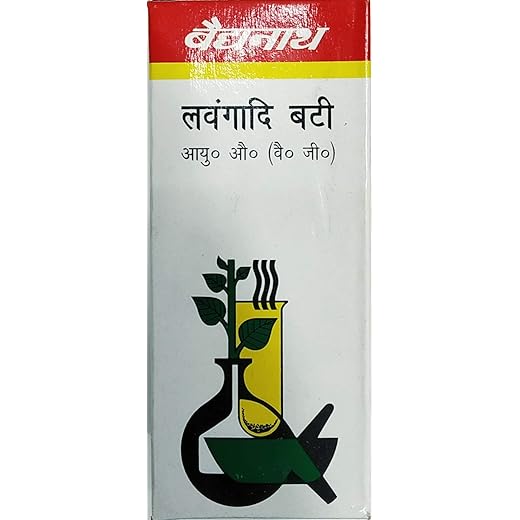 बैद्यनाथ
लवंगादि बटी
आयु० औ० (वै० जी०)